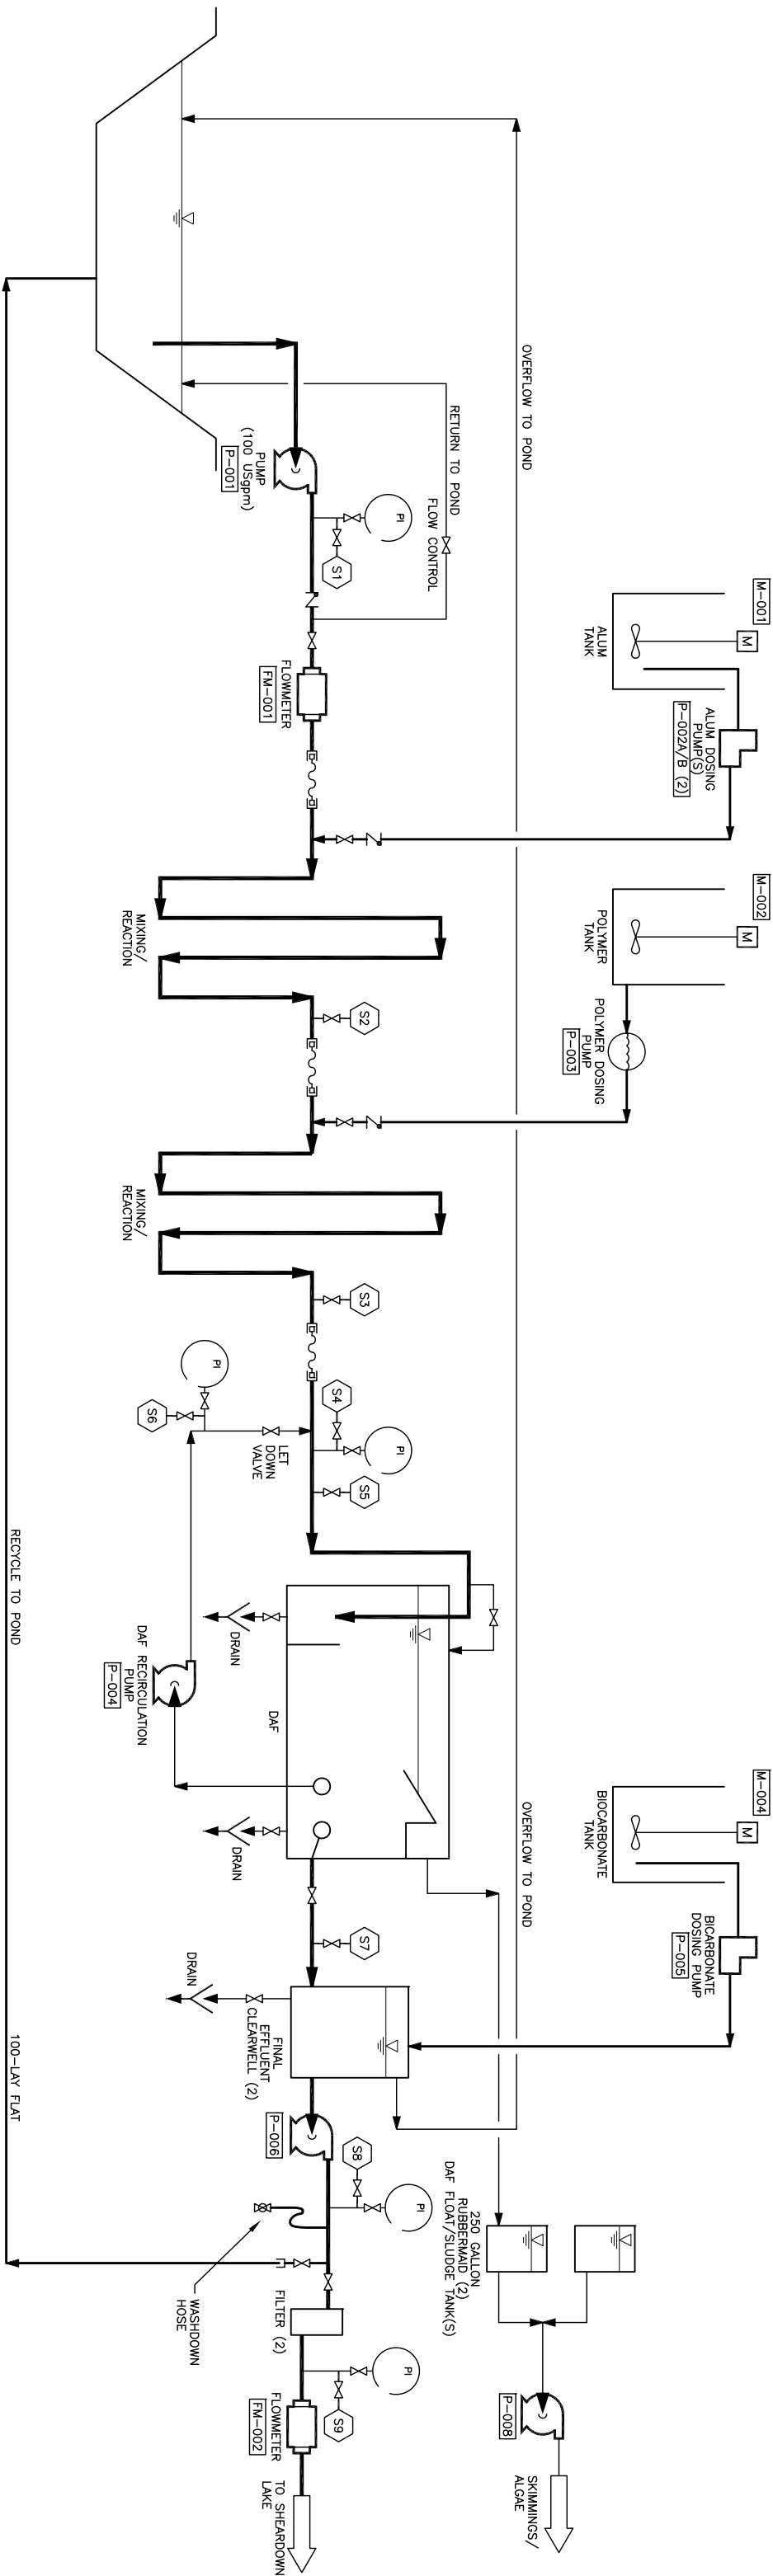 M-001
M
ALUM
TANK
ALUM DOSING
PUMP(S)
P-002A/B (2)
M-002
M
POLYMER
TANK
POLYMER DOSING
PUMP
P-003
M-004
M
BIOCARBONATE
TANK
BICARBONATE
DOSING PUMP
P-005
OVERFLOW TO POND
OVERFLOW TO POND
RETURN TO POND
FLOW CONTROL
PUMP
(100 USgpm)
P-001
PI
S1
FLOWMETER
FM-001
MIXING/
REACTION
S2
MIXING/
REACTION
S3
PI
S6
LET
DOWN
VALVE
S4
PI
S5
DRAIN
DAF
DAF RECIRCULATION
PUMP
P-004
DRAIN
S7
DRAIN
FINAL
EFFLUENT
CLEARWELL (2)
P-006
S8
PI
250 GALLON
RUBBERMAID (2)
DAF FLOAT/SLUDGE TANK(S)
P-008
SKIMMINGS/
ALGAE
WASHDOWN
HOSE
FILTER (2)
PI
S9
FLOWMETER
FM-002
TO SHEARDOWN
LAKE
RECYCLE TO POND
100-LAY FLAT